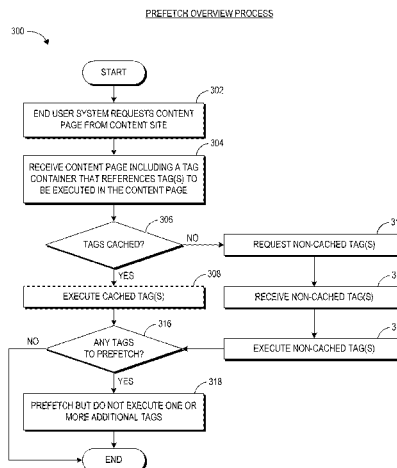 PREFETCH OVERVIEW PROCESS
300
START
302
END USER SYSTEM REQUESTS CONTENT
PAGE FROM CONTENT SITE
304
RECEIVE CONTENT PAGE INCLUDING A TAG
CONTAINER THAT REFERENCES TAG(S) TO
BE EXECUTED IN THE CONTENT PAGE
306
TAGS CACHED?
NO
REQUEST NON-CACHED TAG(S)
YES
308
EXECUTE CACHED TAG(S)
RECEIVE NON-CACHED TAG(S)
316
NO
ANY TAGS
TO PREFETCH?
EXECUTE NON-CACHED TAG(S)
YES
318
PREFETCH BUT DO NOT EXECUTE ONE OR
MORE ADDITIONAL TAGS
END